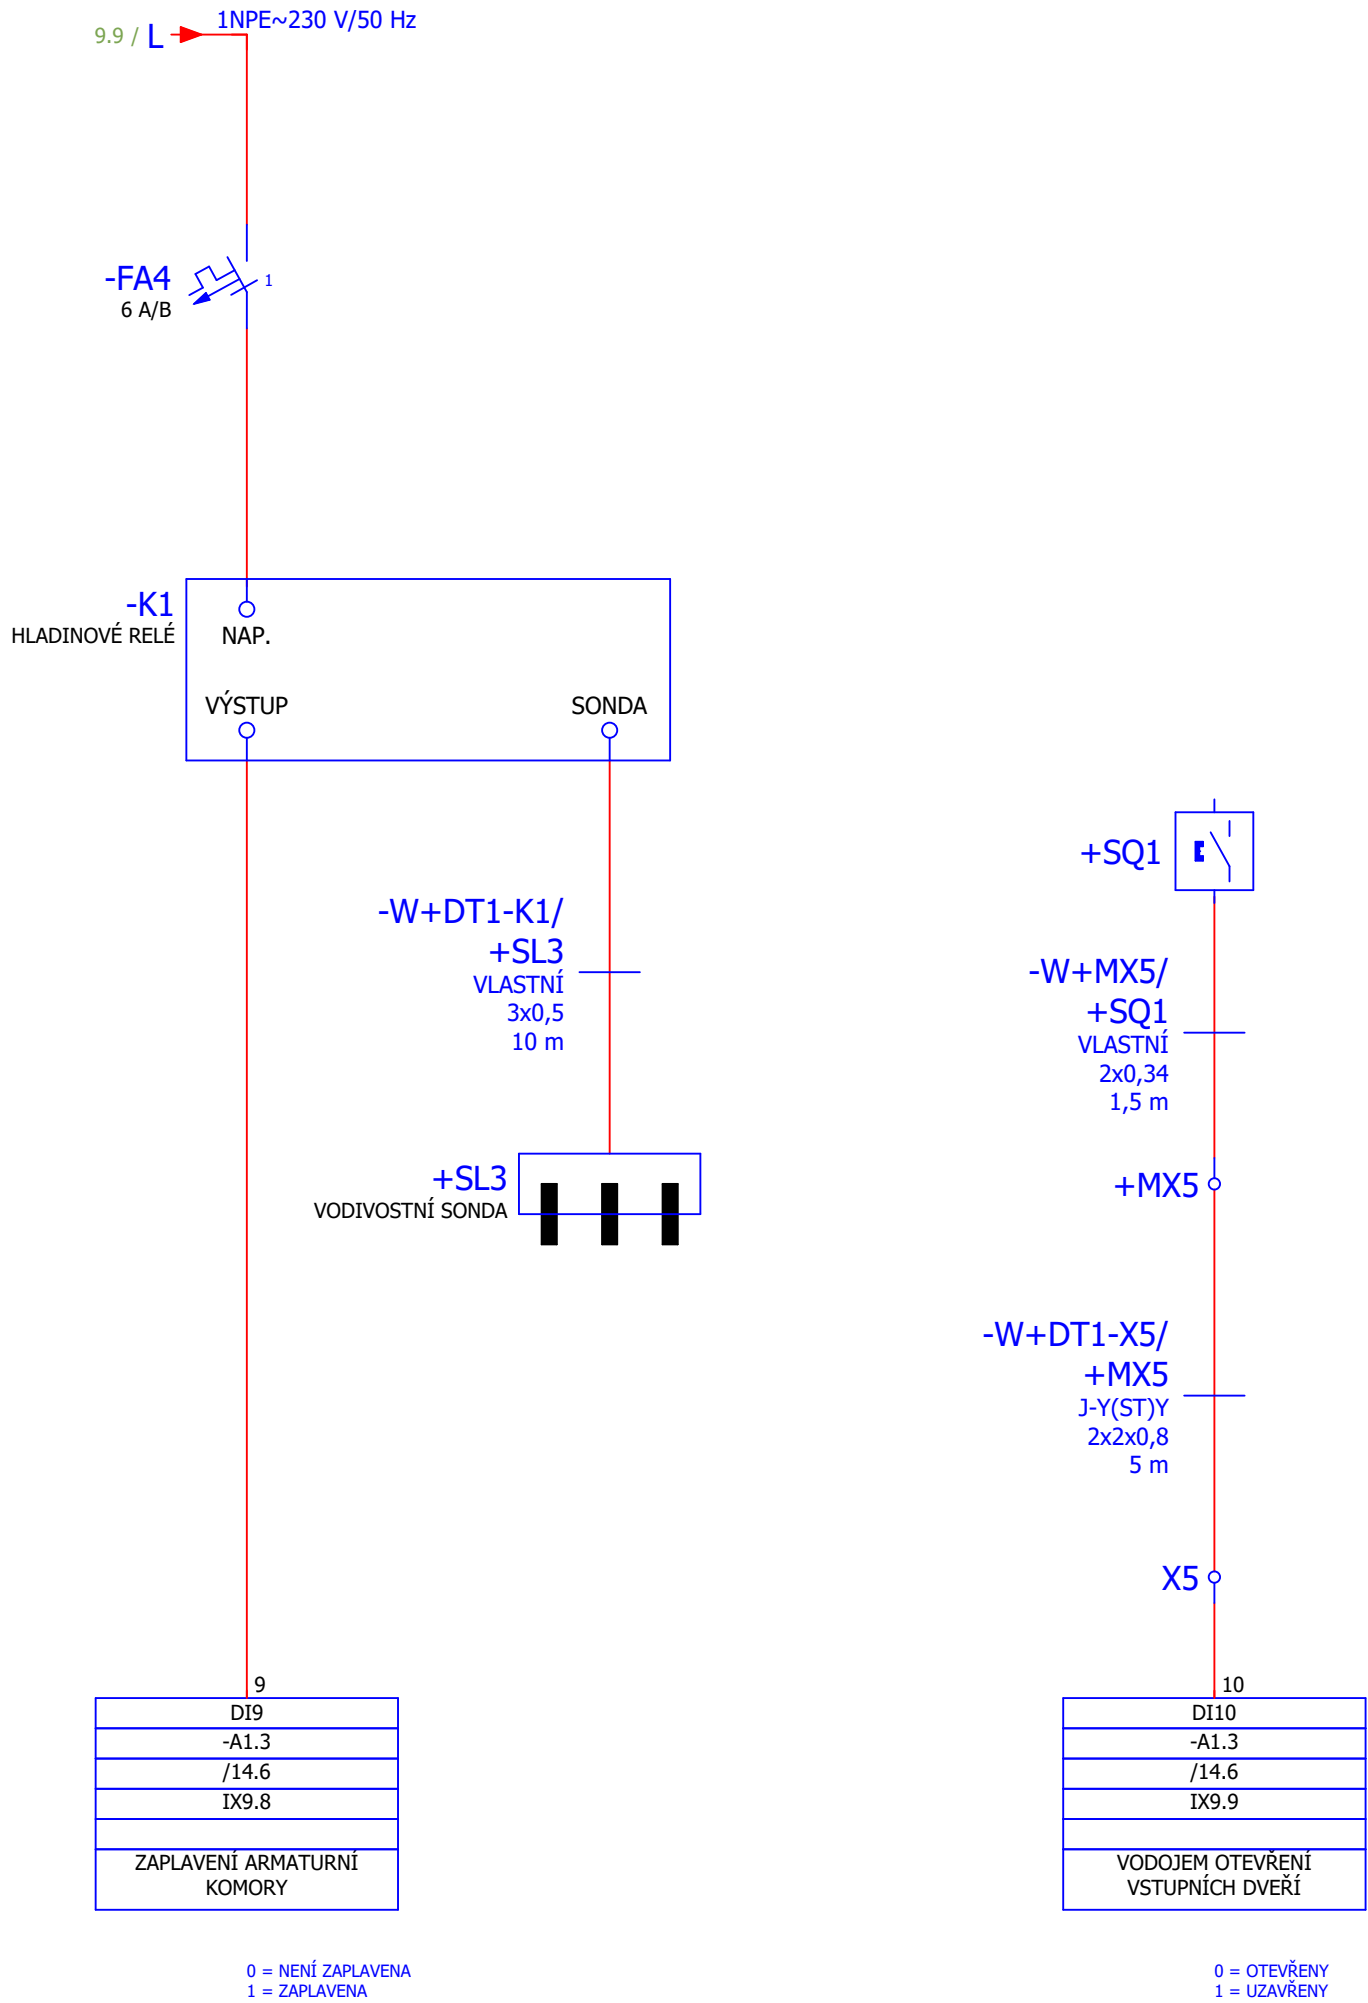 1NPE~230 V/50 Hz
9.9 / L
-FA4
6 A/B
1
-K1
HLADINOVÉ RELÉ
NAP.
VÝSTUP
SONDA
-W+DT1-K1/
+SL3
VLASTNÍ
3x0,5
10 m
+SL3
VODIVOSTNÍ SONDA
9
DI9
-A1.3
/14.6
IX9.8
ZAPLAVENÍ ARMATURNÍ
KOMORY
0 = NENÍ ZAPLAVENA
1 = ZAPLAVENA
+SQ1
-W+MX5/
+SQ1
VLASTNÍ
2x0,34
1,5 m
+MX5
-W+DT1-X5/
+MX5
J-Y(ST)Y
2x2x0,8
5 m
X5
10
DI10
-A1.3
/14.6
IX9.9
VODOJEM OTEVŘENÍ
VSTUPNÍCH DVEŘÍ
0 = OTEVŘENY
1 = UZAVŘENY